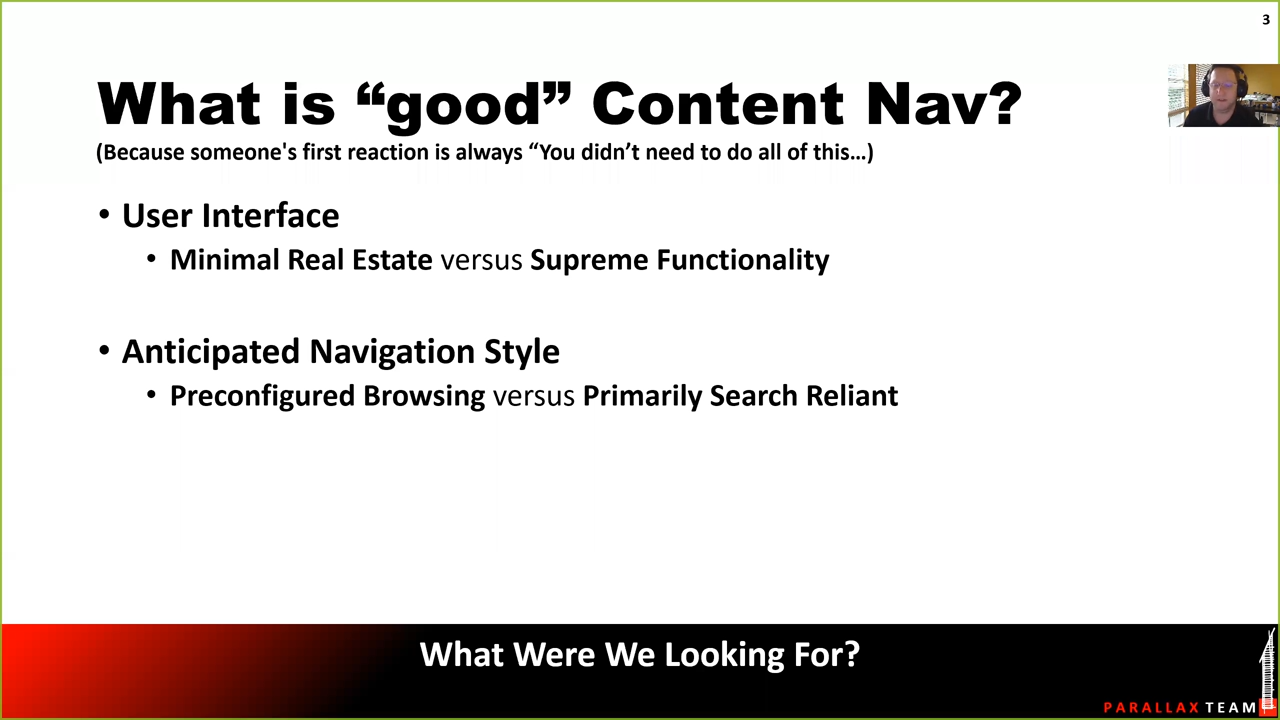 3
What is “good” Content Nav?
(Because someone's first reaction is always “You didn’t need to do all of this…)
• User Interface
• Minimal Real Estate versus Supreme Functionality
• Anticipated Navigation Style
• Preconfigured Browsing versus Primarily Search Reliant
What Were We Looking For?
PARALLAX TEAM